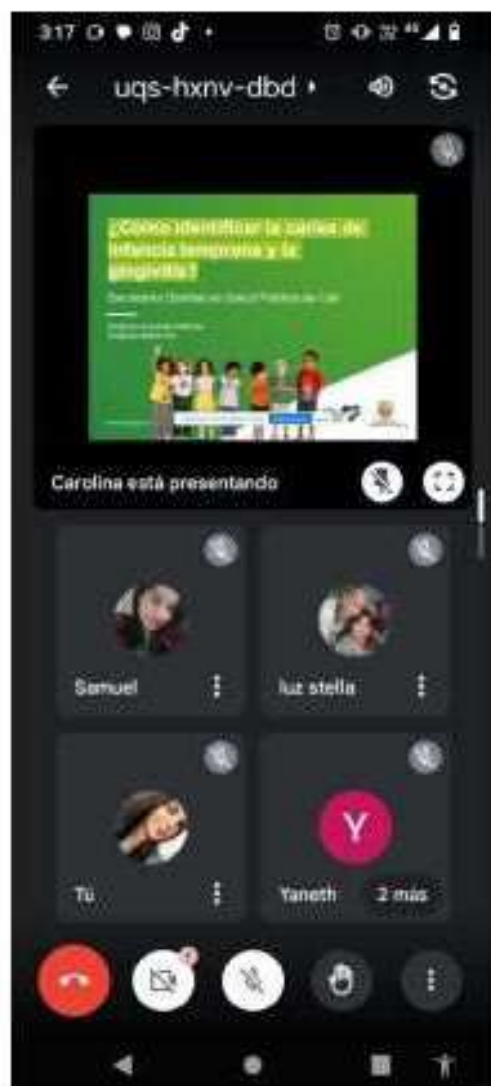 3:17
uqs-hxnv-dbd
¿Cómo identificar la caries de
infancia temprana y la
gingivitis?
Carolina está presentando
Samuel
luz stella
Tú
Y
Yaneth
2 más